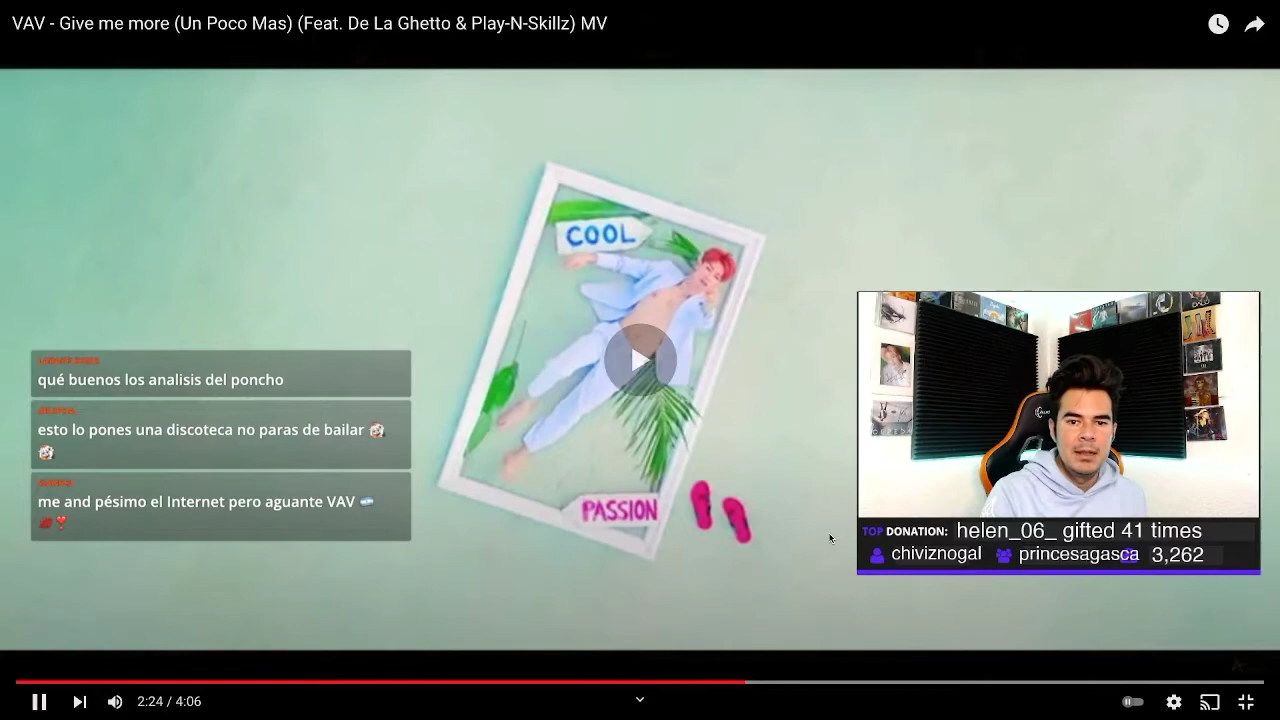 VAV - Give me more (Un Poco Mas) (Feat. De La Ghetto & Play-N-Skillz) MV
COOL
PASSION
qué buenos los analisis del poncho
esto lo pones una discoteca no paras de bailar
me and pésimo el Internet pero aguante VAV
TOP DONATION: helen_06_ gifted 41 times
chiviznogal princesagasca 3,262
2:24 / 4:06